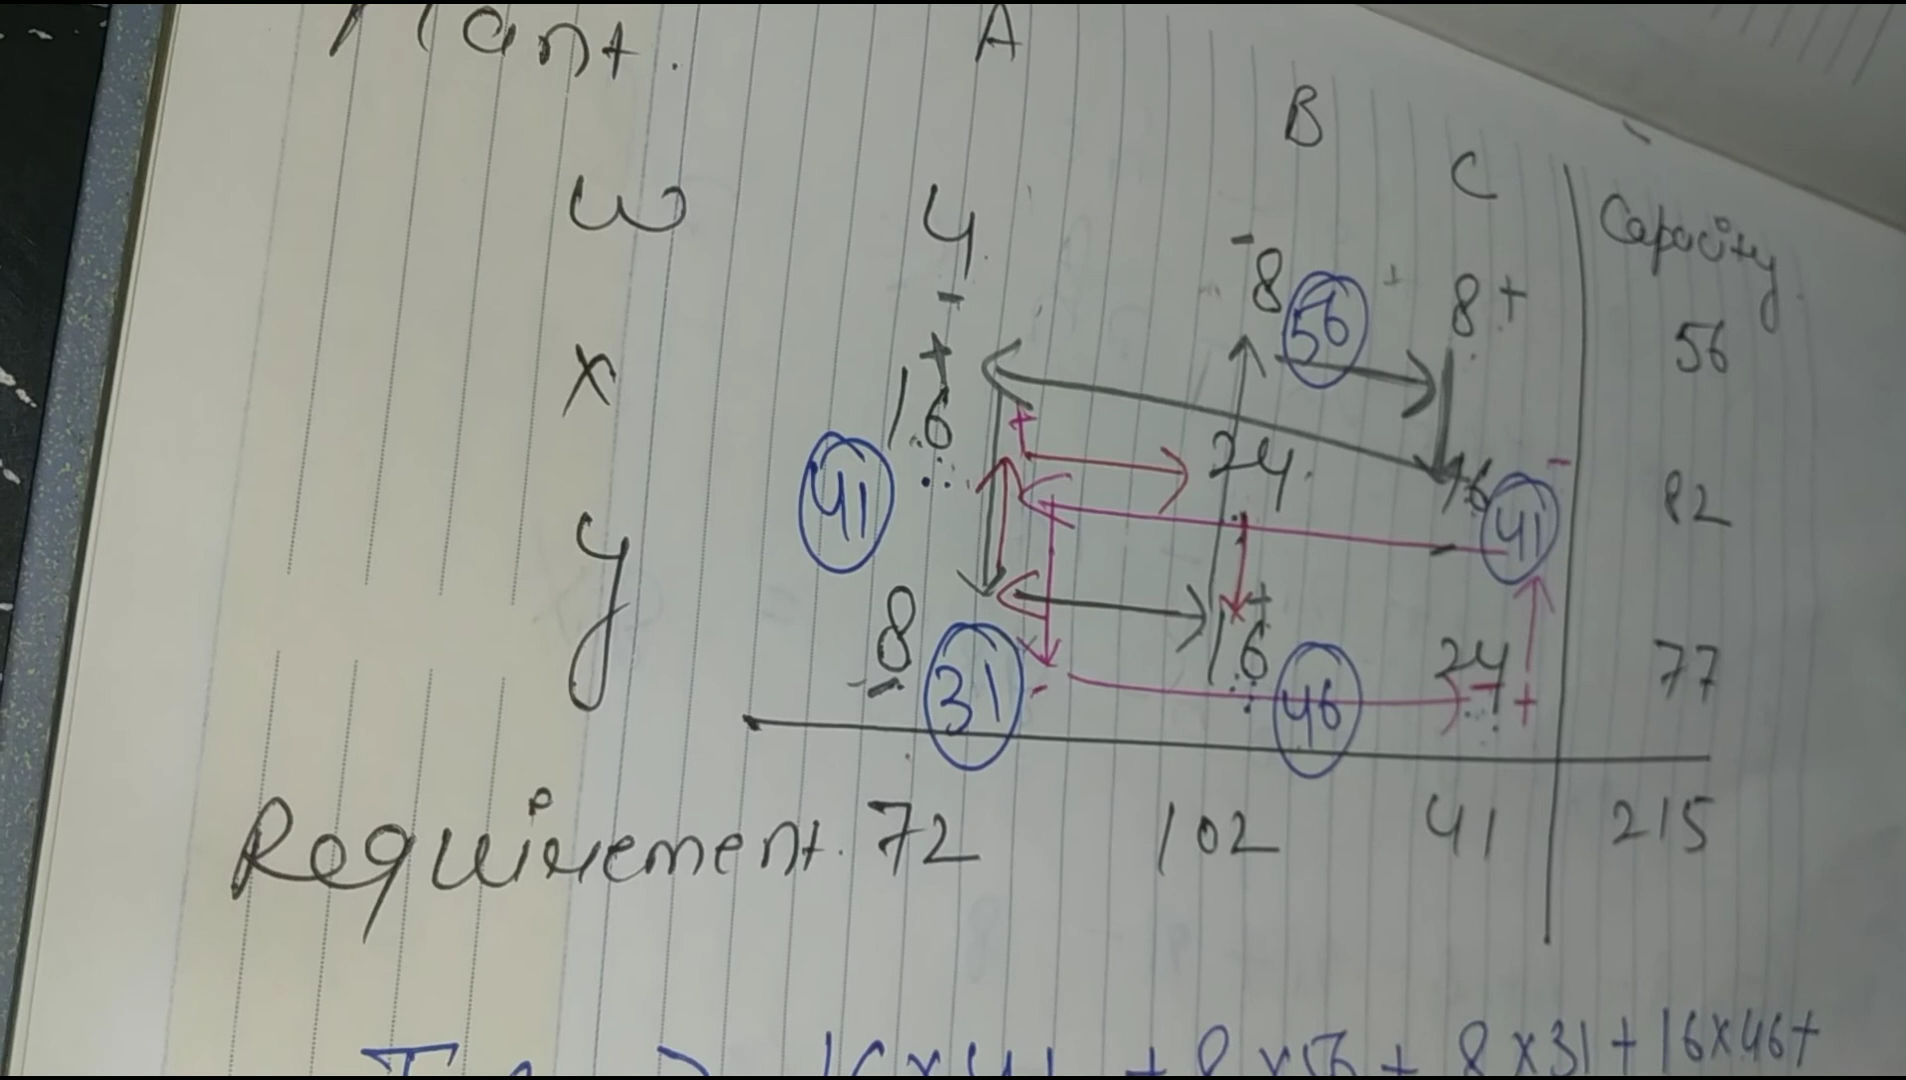 Plant. A B C Capacity
W 4 - -8 56 + 8+ 56
X + 16 41 + 24 16 41 - 82
Y -8 31 - + 16 46 24 + 77
Requirement. 72 102 41 215
+ 8 x 31 + 16 x 46 +